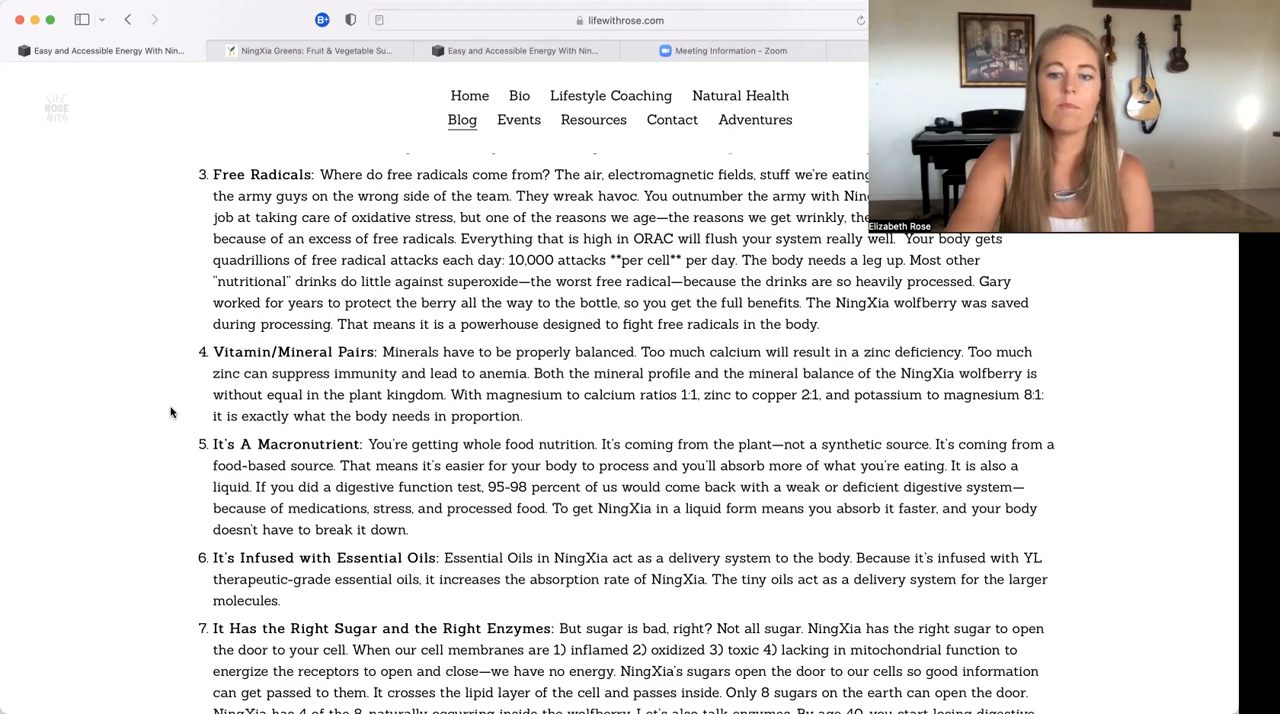 lifewithrose.com
Easy and Accessible Energy With Nin...
NingXia Greens: Fruit & Vegetable Su...
Easy and Accessible Energy With Nin...
Meeting Information - Zoom
LIFE
ROSE
WITH
Home Bio Lifestyle Coaching Natural Health
Blog Events Resources Contact Adventures
Elizabeth Rose
3. Free Radicals: Where do free radicals come from? The air, electromagnetic fields, stuff we're eating
the army guys on the wrong side of the team. They wreak havoc. You outnumber the army with Nin
job at taking care of oxidative stress, but one of the reasons we age—the reasons we get wrinkly, the
because of an excess of free radicals. Everything that is high in ORAC will flush your system really well. Your body gets
quadrillions of free radical attacks each day: 10,000 attacks **per cell** per day. The body needs a leg up. Most other
"nutritional" drinks do little against superoxide—the worst free radical—because the drinks are so heavily processed. Gary
worked for years to protect the berry all the way to the bottle, so you get the full benefits. The NingXia wolfberry was saved
during processing. That means it is a powerhouse designed to fight free radicals in the body.
4. Vitamin/Mineral Pairs: Minerals have to be properly balanced. Too much calcium will result in a zinc deficiency. Too much
zinc can suppress immunity and lead to anemia. Both the mineral profile and the mineral balance of the NingXia wolfberry is
without equal in the plant kingdom. With magnesium to calcium ratios 1:1, zinc to copper 2:1, and potassium to magnesium 8:1:
it is exactly what the body needs in proportion.
5. It's A Macronutrient: You're getting whole food nutrition. It's coming from the plant—not a synthetic source. It's coming from a
food-based source. That means it's easier for your body to process and you'll absorb more of what you're eating. It is also a
liquid. If you did a digestive function test, 95-98 percent of us would come back with a weak or deficient digestive system—
because of medications, stress, and processed food. To get NingXia in a liquid form means you absorb it faster, and your body
doesn't have to break it down.
6. It's Infused with Essential Oils: Essential Oils in NingXia act as a delivery system to the body. Because it's infused with YL
therapeutic-grade essential oils, it increases the absorption rate of NingXia. The tiny oils act as a delivery system for the larger
molecules.
7. It Has the Right Sugar and the Right Enzymes: But sugar is bad, right? Not all sugar. NingXia has the right sugar to open
the door to your cell. When our cell membranes are 1) inflamed 2) oxidized 3) toxic 4) lacking in mitochondrial function to
energize the receptors to open and close—we have no energy. NingXia's sugars open the door to our cells so good information
can get passed to them. It crosses the lipid layer of the cell and passes inside. Only 8 sugars on the earth can open the door.
NingXia has 4 of the 8, naturally occurring inside the wolfberry. Let's also talk enzymes. By age 40, you start losing digestive